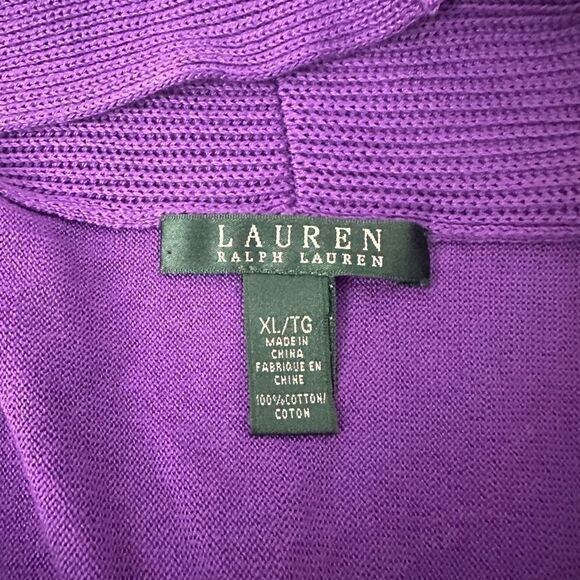 LAUREN
RALPH LAUREN
XL/TG
MADE IN
CHINA
FABRIQUE EN
CHINE
100%COTTON/
COTON